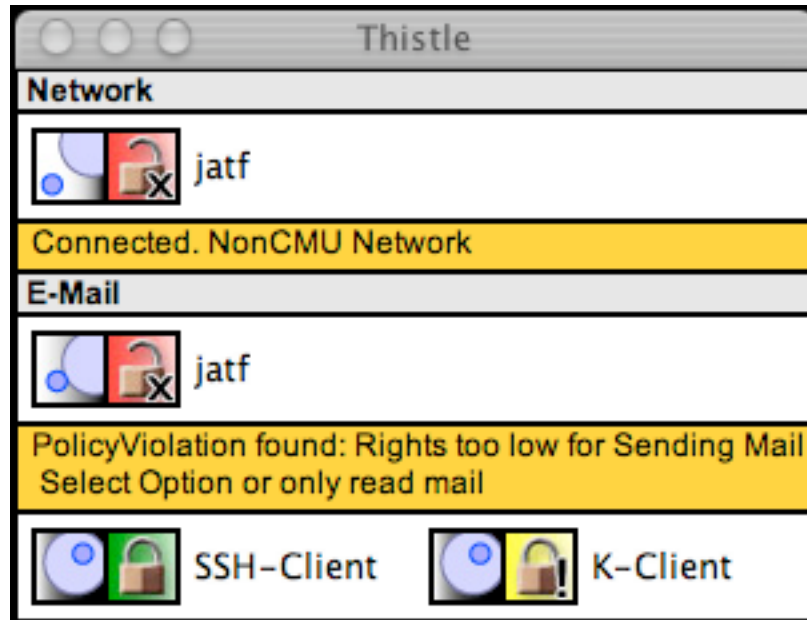 Thistle
Network
jatf
Connected. NonCMU Network
E-Mail
jatf
PolicyViolation found: Rights too low for Sending Mail
Select Option or only read mail
SSH-Client K-Client